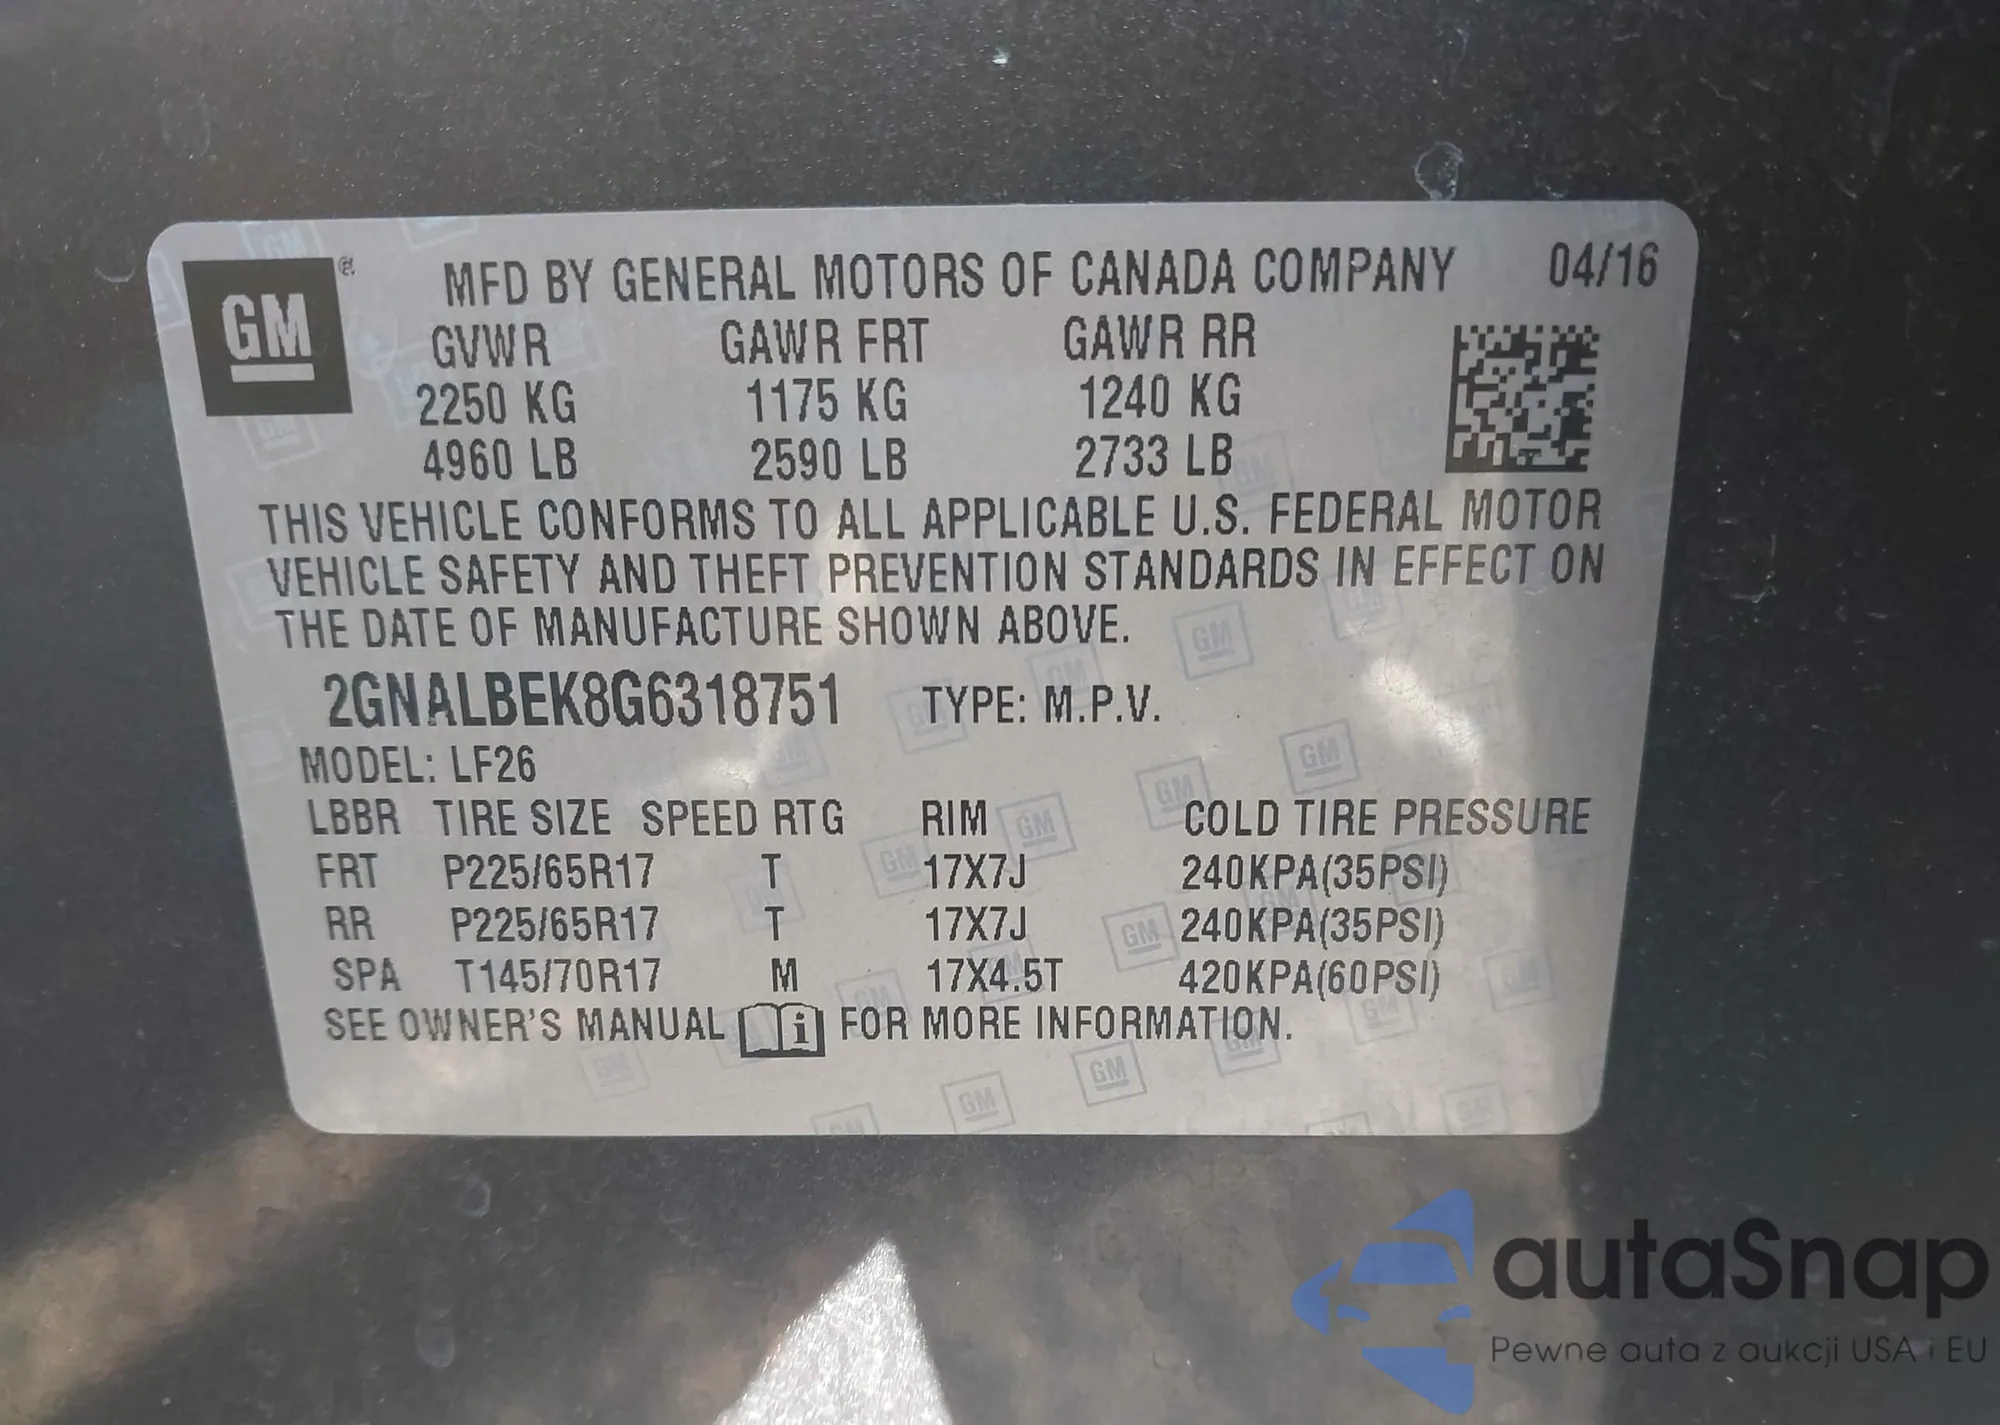 GM
MFD BY GENERAL MOTORS OF CANADA COMPANY 04/16
GVWR GAWR FRT GAWR RR
2250 KG 1175 KG 1240 KG
4960 LB 2590 LB 2733 LB
THIS VEHICLE CONFORMS TO ALL APPLICABLE U.S. FEDERAL MOTOR
VEHICLE SAFETY AND THEFT PREVENTION STANDARDS IN EFFECT ON
THE DATE OF MANUFACTURE SHOWN ABOVE.
2GNALBEK8G6318751 TYPE: M.P.V.
MODEL: LF26
LBBR TIRE SIZE SPEED RTG RIM COLD TIRE PRESSURE
FRT P225/65R17 T 17X7J 240KPA(35PSI)
RR P225/65R17 T 17X7J 240KPA(35PSI)
SPA T145/70R17 M 17X4.5T 420KPA(60PSI)
SEE OWNER'S MANUAL i FOR MORE INFORMATION.
autaSnap
Pewne auta z aukcji USA i EU